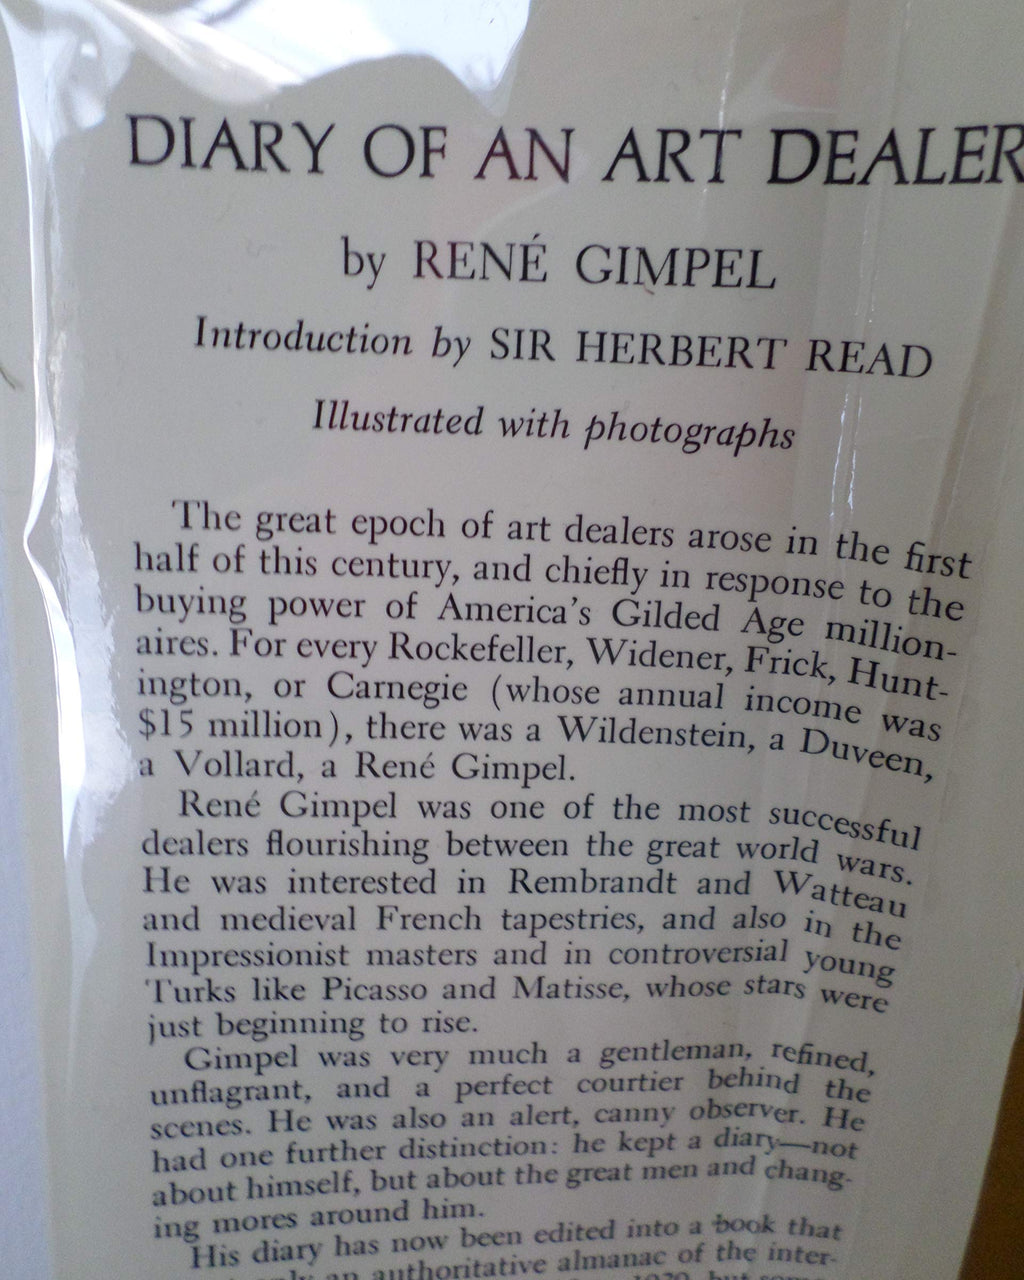 DIARY OF AN ART DEALER
by RENÉ GIMPEL
Introduction by SIR HERBERT READ
Illustrated with photographs
The great epoch of art dealers arose in the first
half of this century, and chiefly in response to the
buying power of America's Gilded Age million-
aires. For every Rockefeller, Widener, Frick, Hunt-
ington, or Carnegie (whose annual income was
$15 million), there was a Wildenstein, a Duveen,
a Vollard, a René Gimpel.
René Gimpel was one of the most successful
dealers flourishing between the great world wars.
He was interested in Rembrandt and Watteau
and medieval French tapestries, and also in the
Impressionist masters and in controversial young
Turks like Picasso and Matisse, whose stars were
just beginning to rise.
Gimpel was very much a gentleman, refined,
unflagrant, and a perfect courtier behind the
scenes. He was also an alert, canny observer. He
had one further distinction: he kept a diary—not
about himself, but about the great men and chang-
ing mores around him.
His diary has now been edited into a book that
an authoritative almanac of the inter-
but